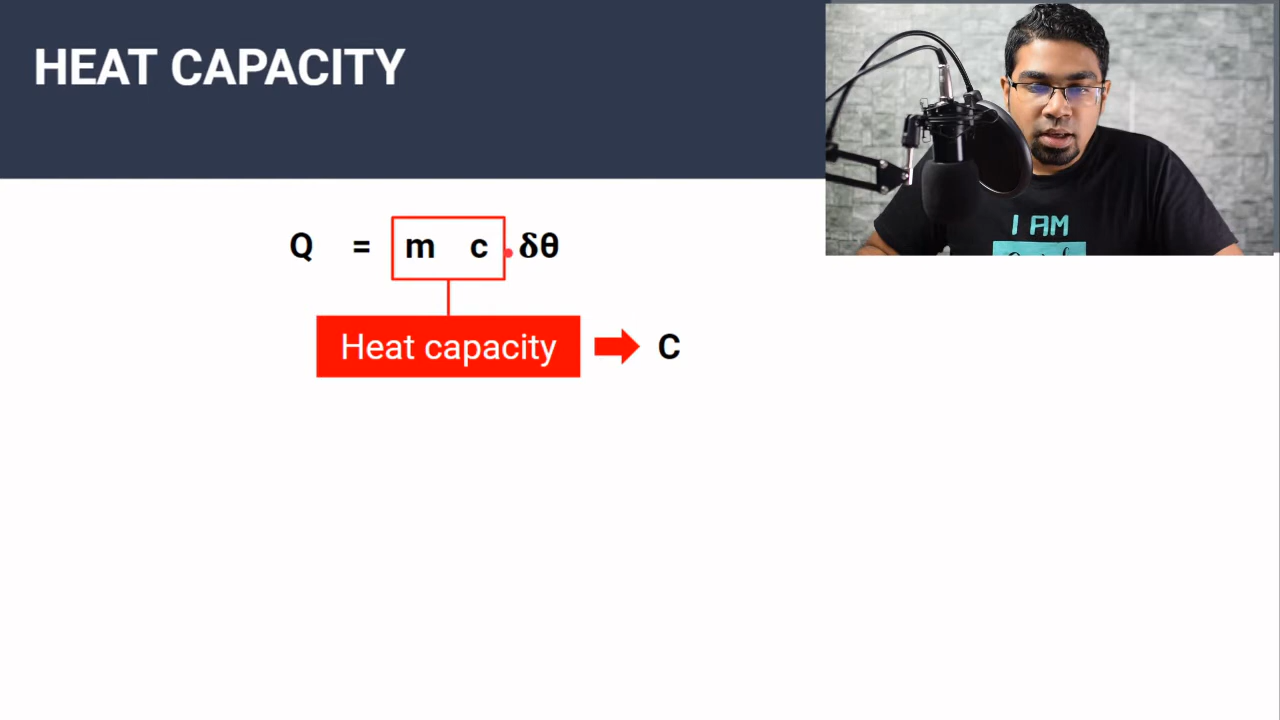 HEAT CAPACITY
I AM
Q = m c . δθ
Heat capacity
C